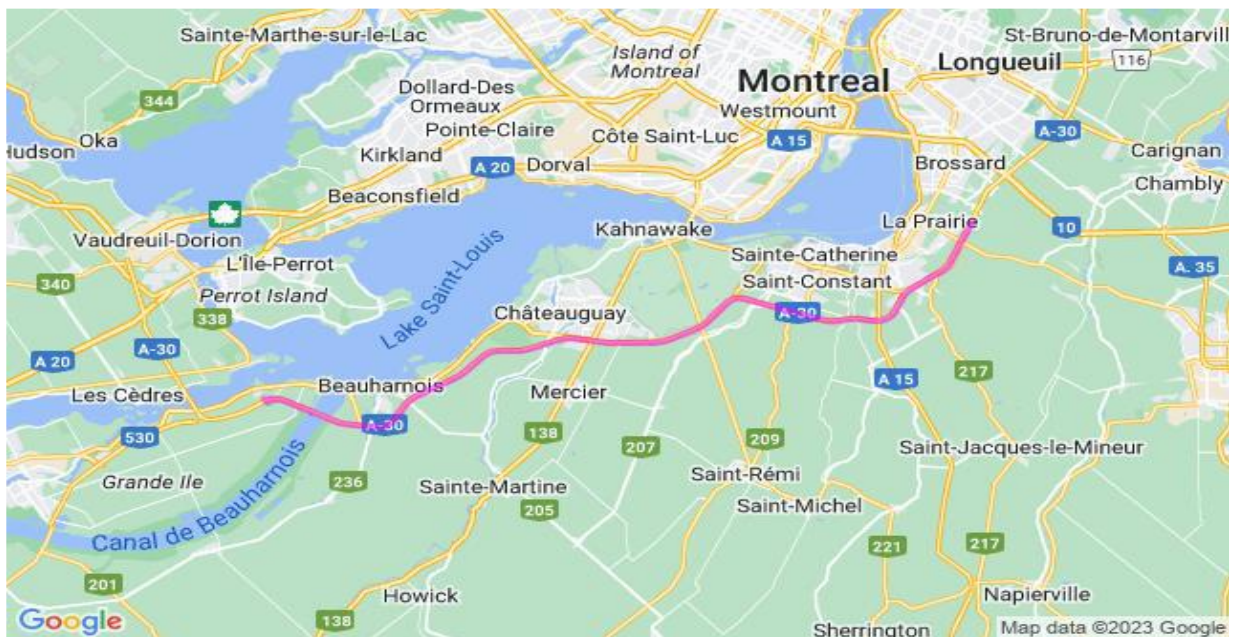 Sainte-Marthe-sur-le-Lac
St-Bruno-de-Montarville
Island of
Montreal
Longueuil
116
Montreal
344
Dollard-Des
Ormeaux
Westmount
Pointe-Claire
Côte Saint-Luc
A 15
A-30
Oka
Hudson
Kirkland
A 20
Dorval
Brossard
Carignan
Chambly
Beaconsfield
Vaudreuil-Dorion
Kahnawake
La Prairie
10
L'Île-Perrot
Sainte-Catherine
A. 35
340
Perrot Island
Saint-Constant
Lake Saint-Louis
338
Châteauguay
A-30
A-30
A 20
Les Cèdres
Beauharnois
Mercier
A 15
217
530
A-30
138
207
209
Saint-Jacques-le-Mineur
Grande Ile
236
Sainte-Martine
Saint-Rémi
205
Saint-Michel
Canal de Beauharnois
221
217
201
Howick
Napierville
138
Google
Sherrington
Map data ©2023 Google